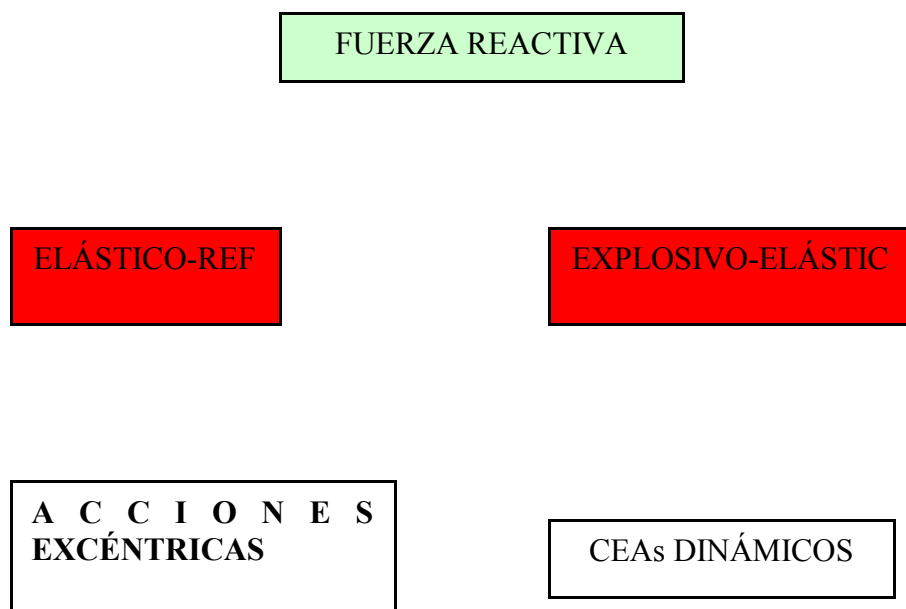 FUERZA REACTIVA
ELÁSTICO-REF
EXPLOSIVO-ELÁSTIC
A C C I O N E S
EXCÉNTRICAS
CEAs DINÁMICOS